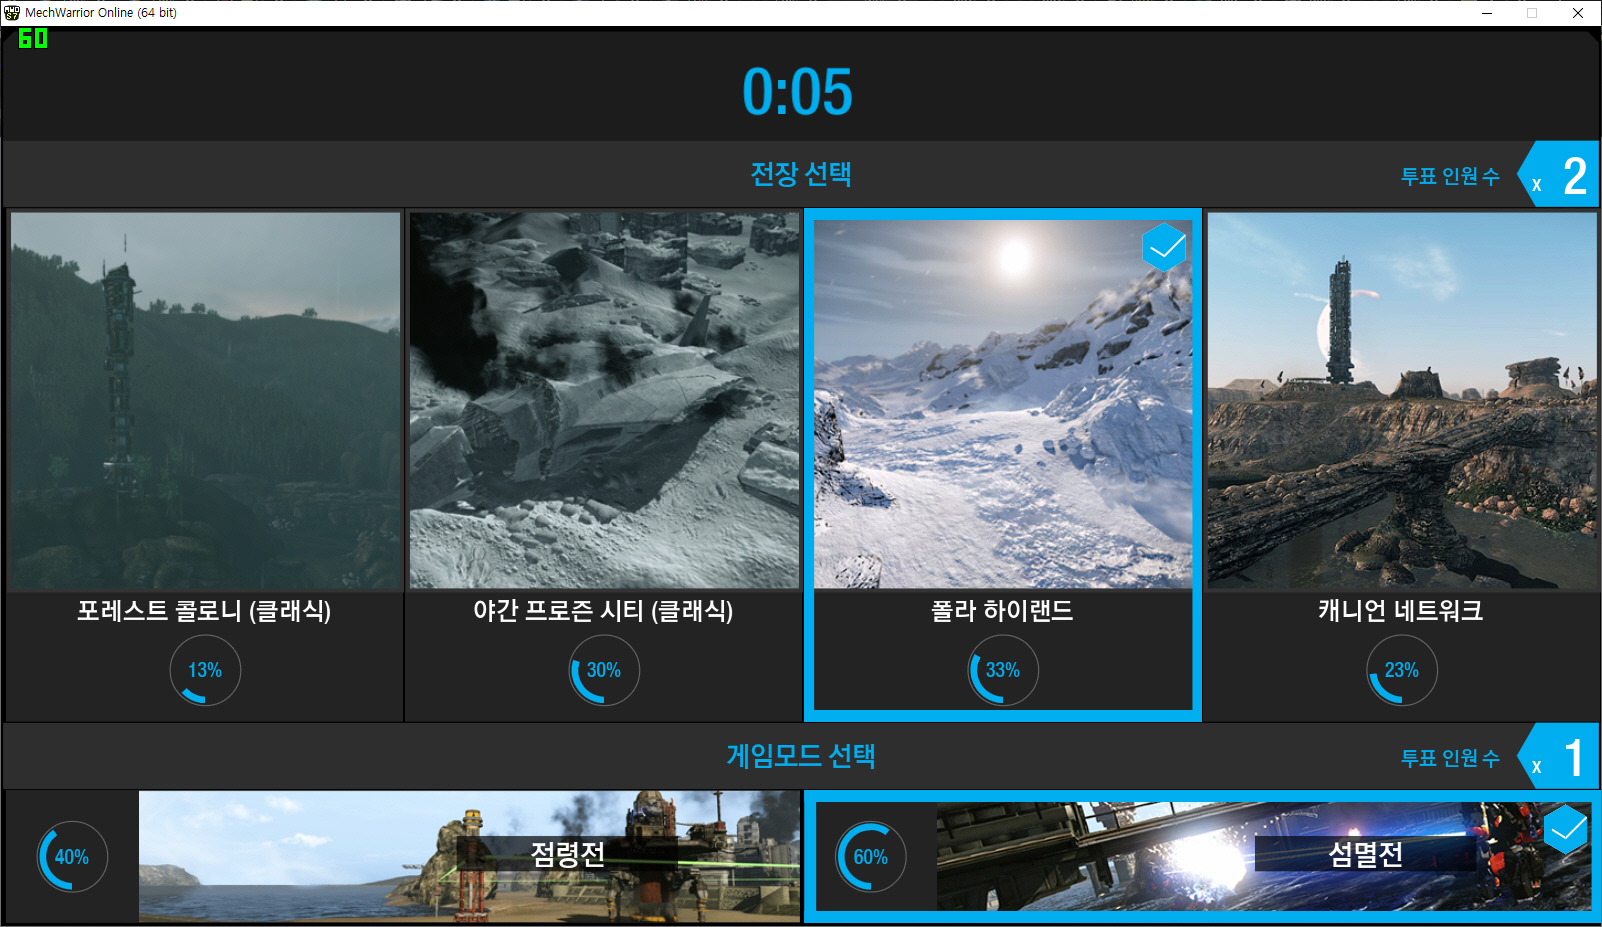 MechWarrior Online (64 bit)
60
0:05
전장 선택
투표 인원 수
x 2
포레스트 콜로니 (클래식)
야간 프로즌 시티 (클래식)
폴라 하이랜드
캐니언 네트워크
13%
30%
33%
23%
게임모드 선택
투표 인원 수
x 1
40%
점령전
60%
섬멸전